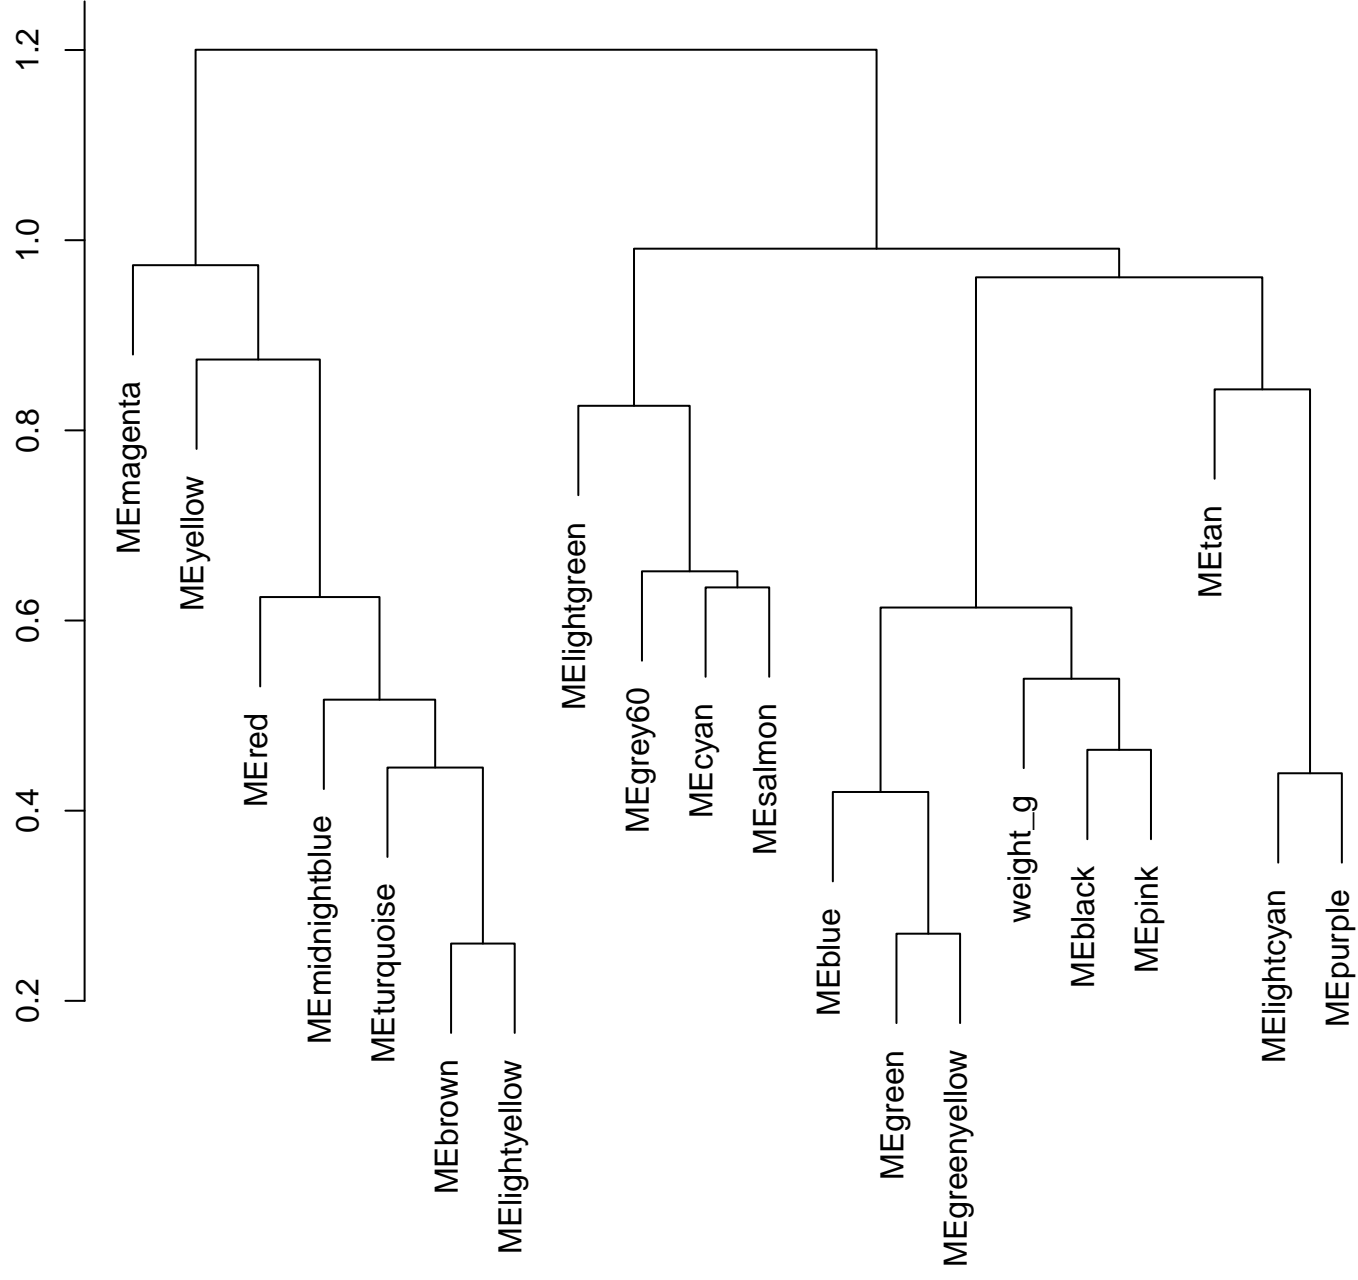 1.2
1.0
0.8
0.6
0.4
0.2
MEmagenta
MEyellow
MEred
MEmidnightblue
MEturquoise
MEbrown
MElightyellow
MElightgreen
MEgrey60
MEcyan
MEsalmon
MEblue
MEgreen
MEgreenyellow
weight_g
MEblack
MEpink
MEtan
MElightcyan
MEpurple